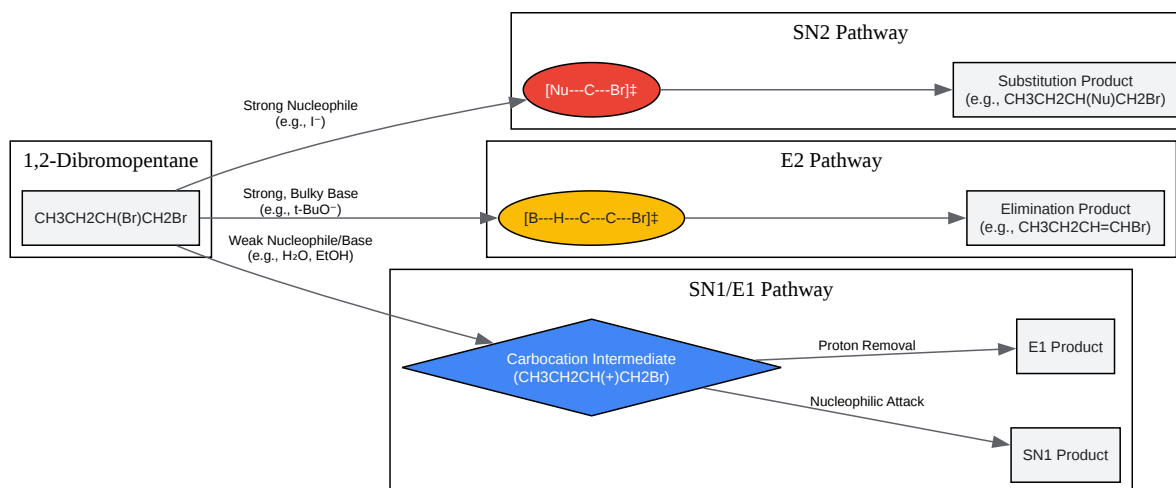 SN2 Pathway
[Nu---C---Br]‡
Substitution Product
(e.g., CH3CH2CH(Nu)CH2Br)
Strong Nucleophile
(e.g., I⁻)
1,2-Dibromopentane
CH3CH2CH(Br)CH2Br
E2 Pathway
Strong, Bulky Base
(e.g., t-BuO⁻)
[B---H---C---C---Br]‡
Elimination Product
(e.g., CH3CH2CH=CHBr)
Weak Nucleophile/Base
(e.g., H₂O, EtOH)
SN1/E1 Pathway
Carbocation Intermediate
(CH3CH2CH(+)CH2Br)
Proton Removal
E1 Product
Nucleophilic Attack
SN1 Product